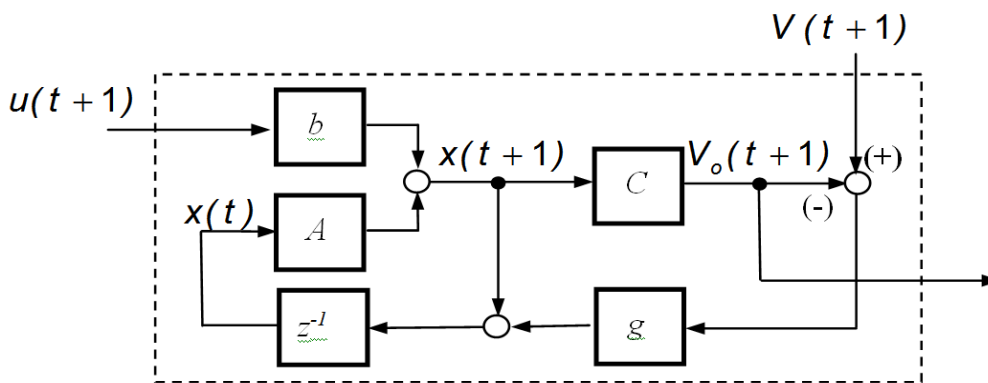 V(t + 1)
u(t + 1)
b
x(t + 1)
C
V_o(t + 1)
(+)
(-)
x(t)
A
z^{-1}
g